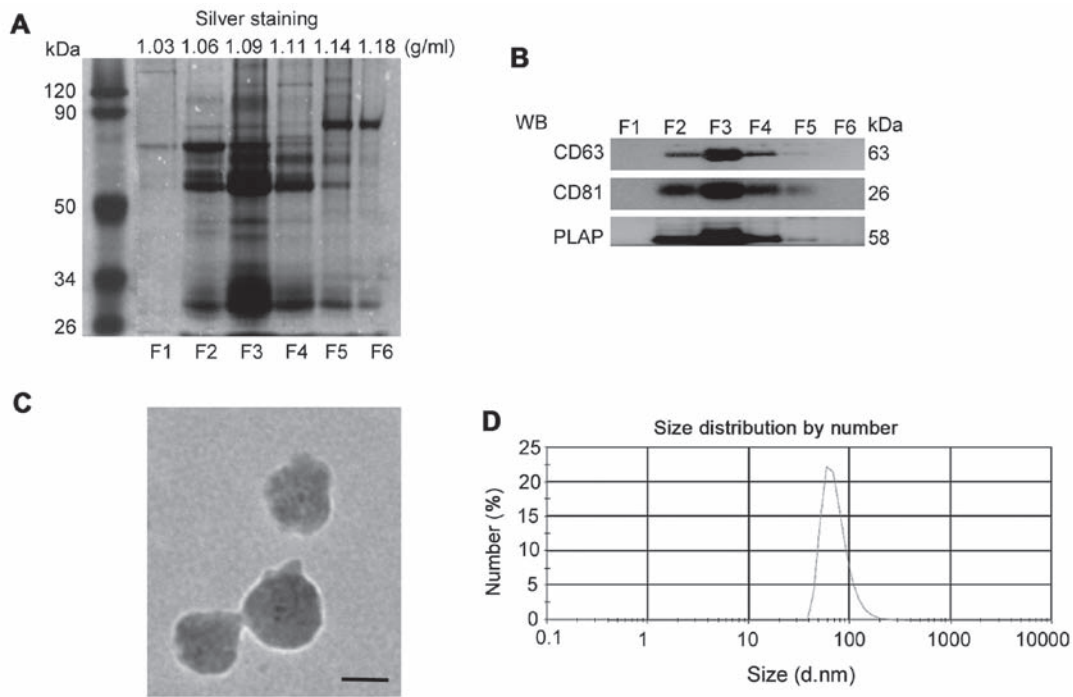 A
Silver staining
kDa 1.03 1.06 1.09 1.11 1.14 1.18 (g/ml)
120
90
50
34
26
F1 F2 F3 F4 F5 F6
B
WB F1 F2 F3 F4 F5 F6 kDa
CD63 63
CD81 26
PLAP 58
C
D
Size distribution by number
Number (%)
25
20
15
10
5
0
0.1 1 10 100 1000 10000
Size (d.nm)